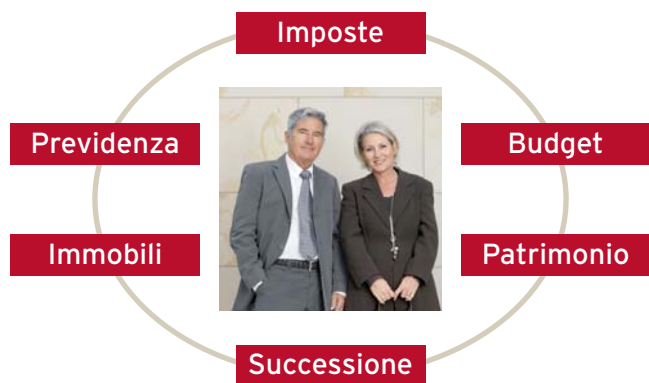 Imposte
Previdenza
Budget
Immobili
Patrimonio
Successione